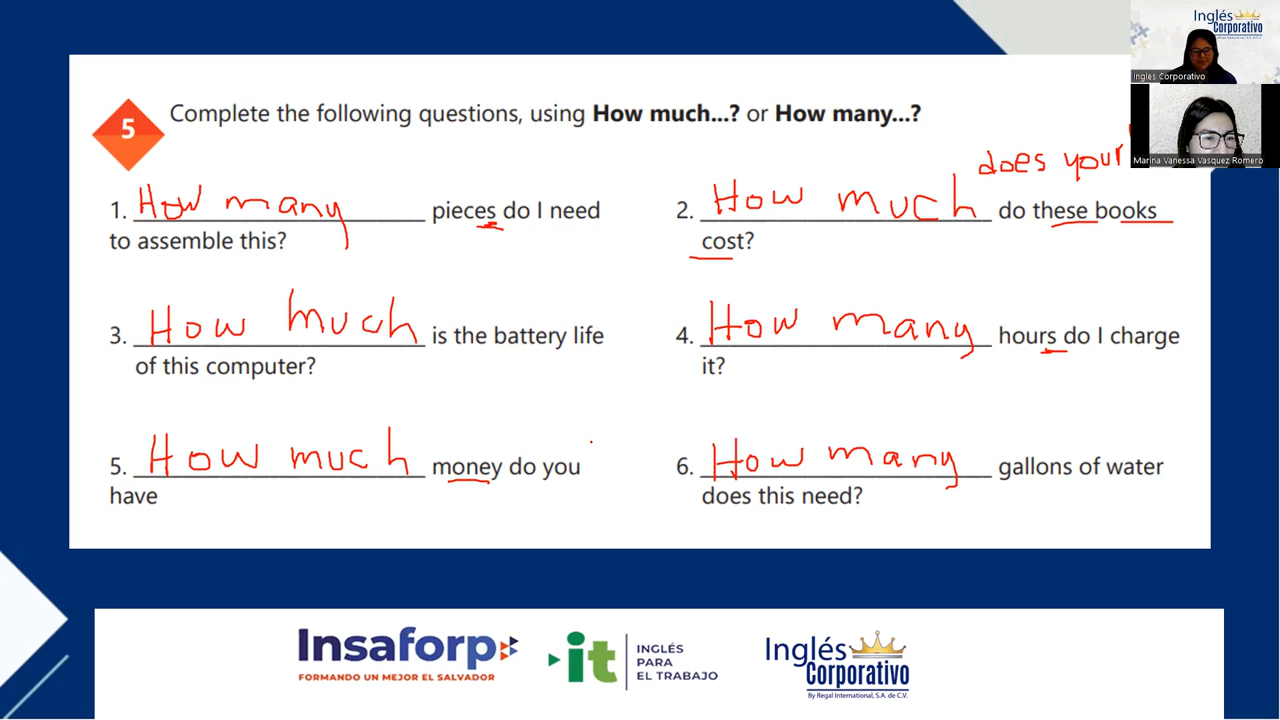 Inglés
Corporativo
Ingles Corporativo
Marina Vanessa Vasquez Romero
5 Complete the following questions, using How much...? or How many...?
does your
1. How many pieces do I need
to assemble this?
2. How much do these books
cost?
3. How much is the battery life
of this computer?
4. How many hours do I charge
it?
5. How much money do you
have
6. How many gallons of water
does this need?
Insaforp
FORMANDO UN MEJOR EL SALVADOR
it
INGLÉS
PARA
EL TRABAJO
Inglés
Corporativo
By Regal International, S.A. de C.V.